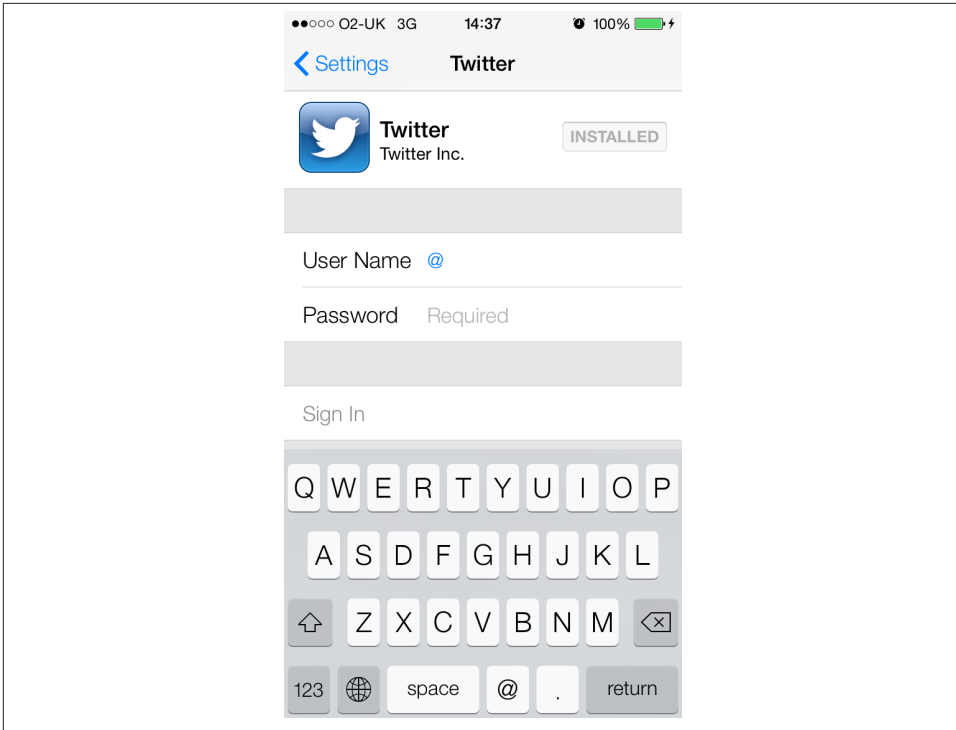 O2-UK 3G 14:37 100%
Settings Twitter
Twitter INSTALLED
Twitter Inc.
User Name @
Password Required
Sign In
Q W E R T Y U I O P
A S D F G H J K L
Z X C V B N M
123 space @ . return